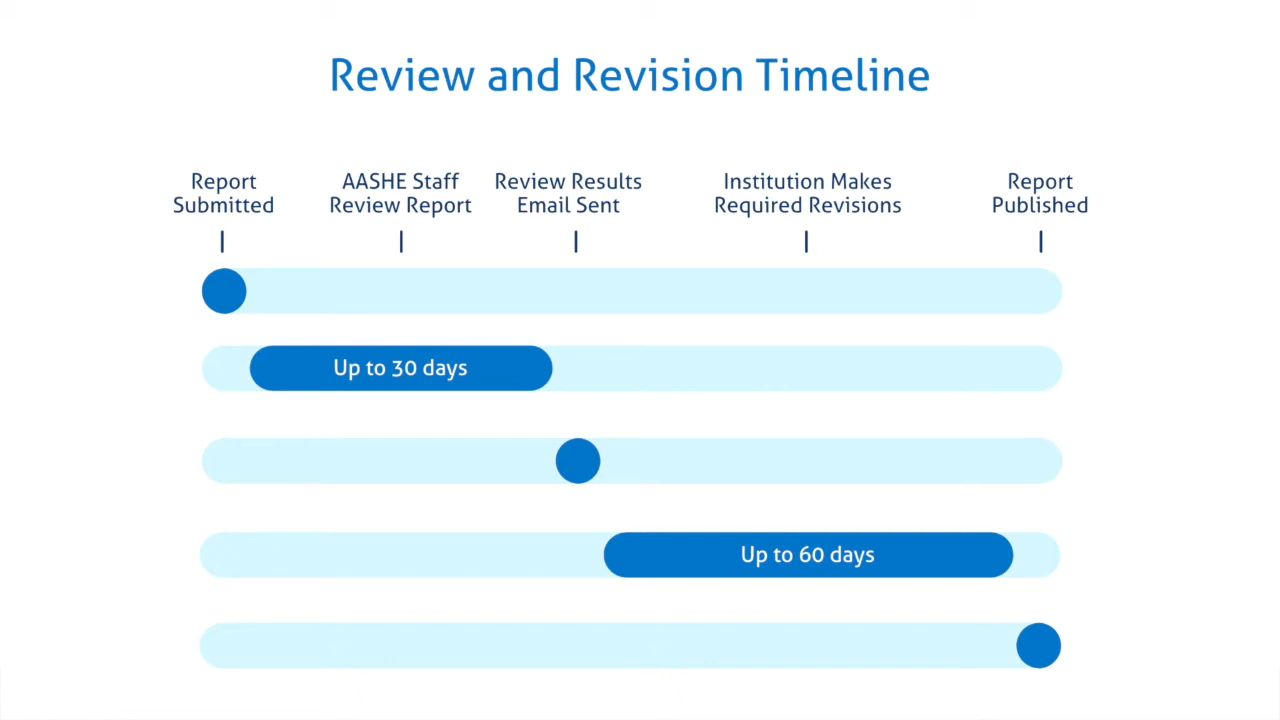 Review and Revision Timeline
Report
Submitted
AASHE Staff
Review Report
Review Results
Email Sent
Institution Makes
Required Revisions
Report
Published
Up to 30 days
Up to 60 days